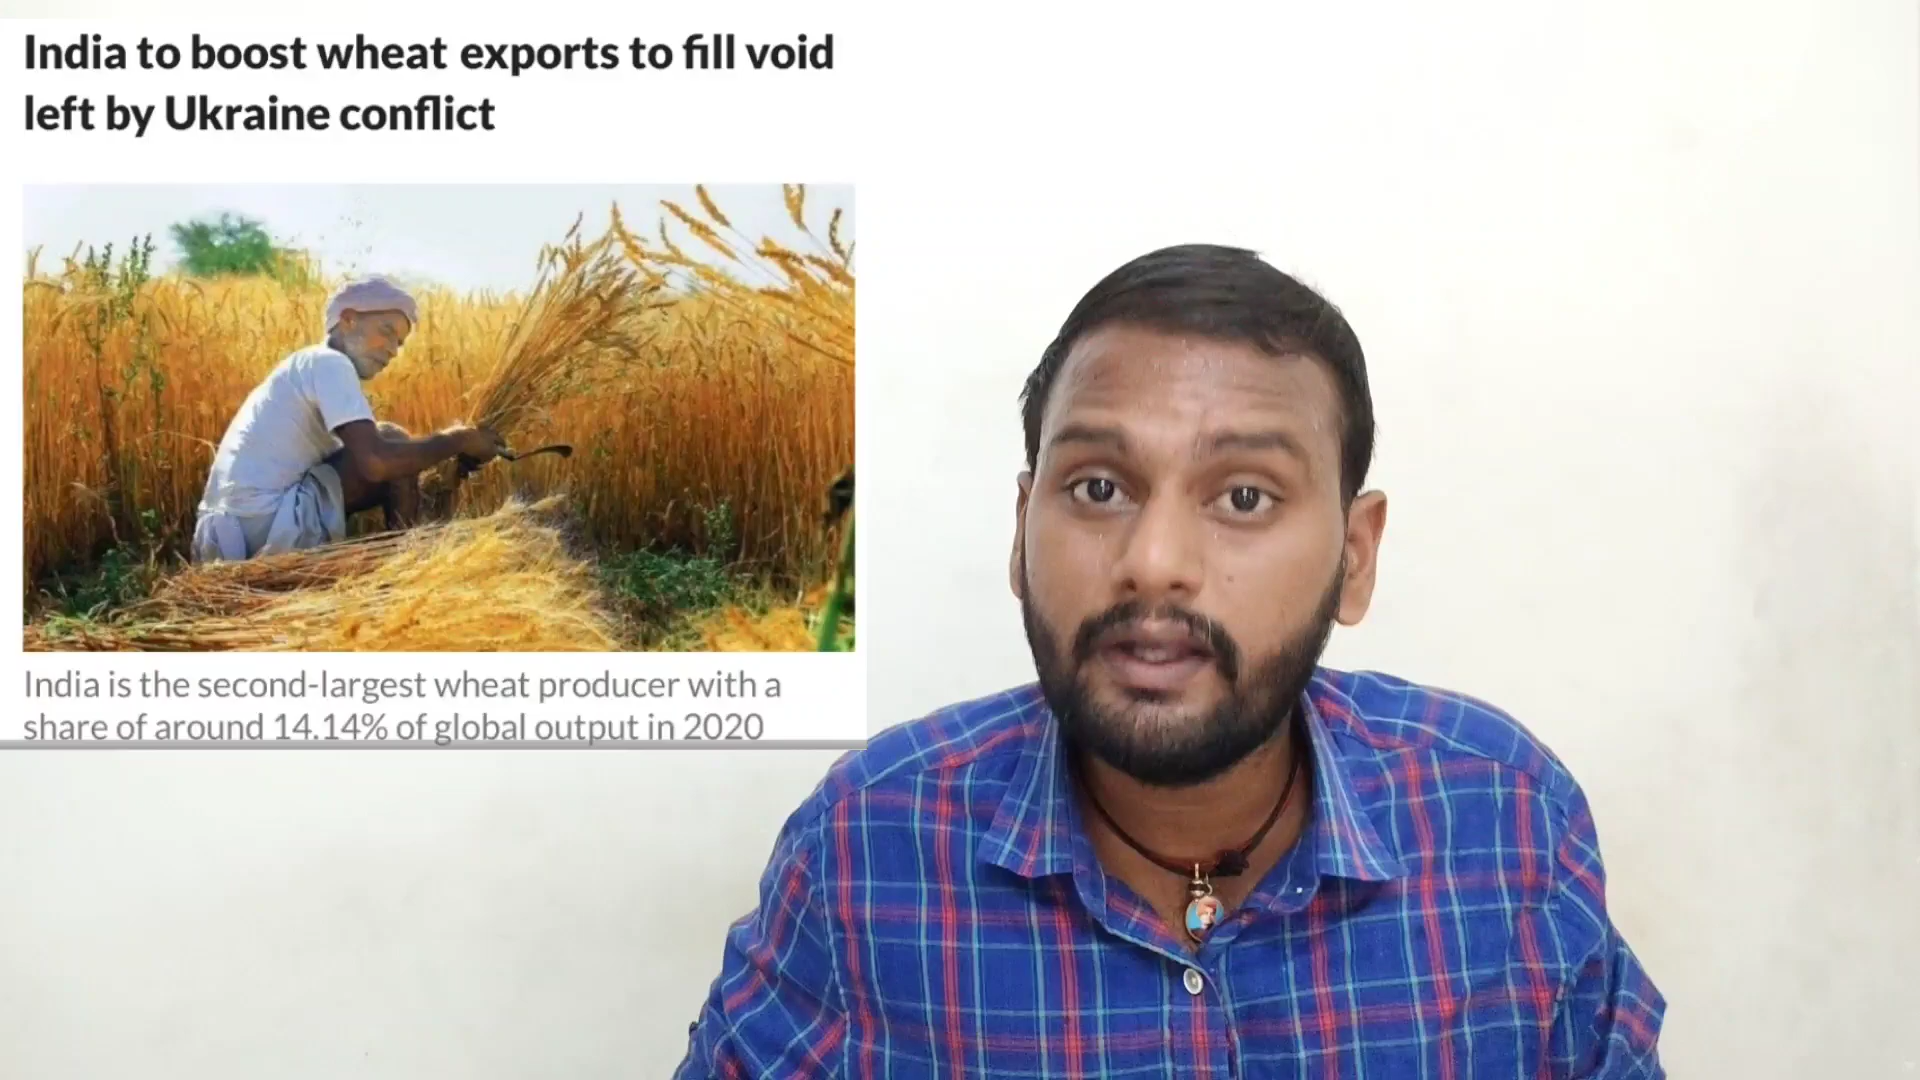 India to boost wheat exports to fill void
left by Ukraine conflict
India is the second-largest wheat producer with a
share of around 14.14% of global output in 2020